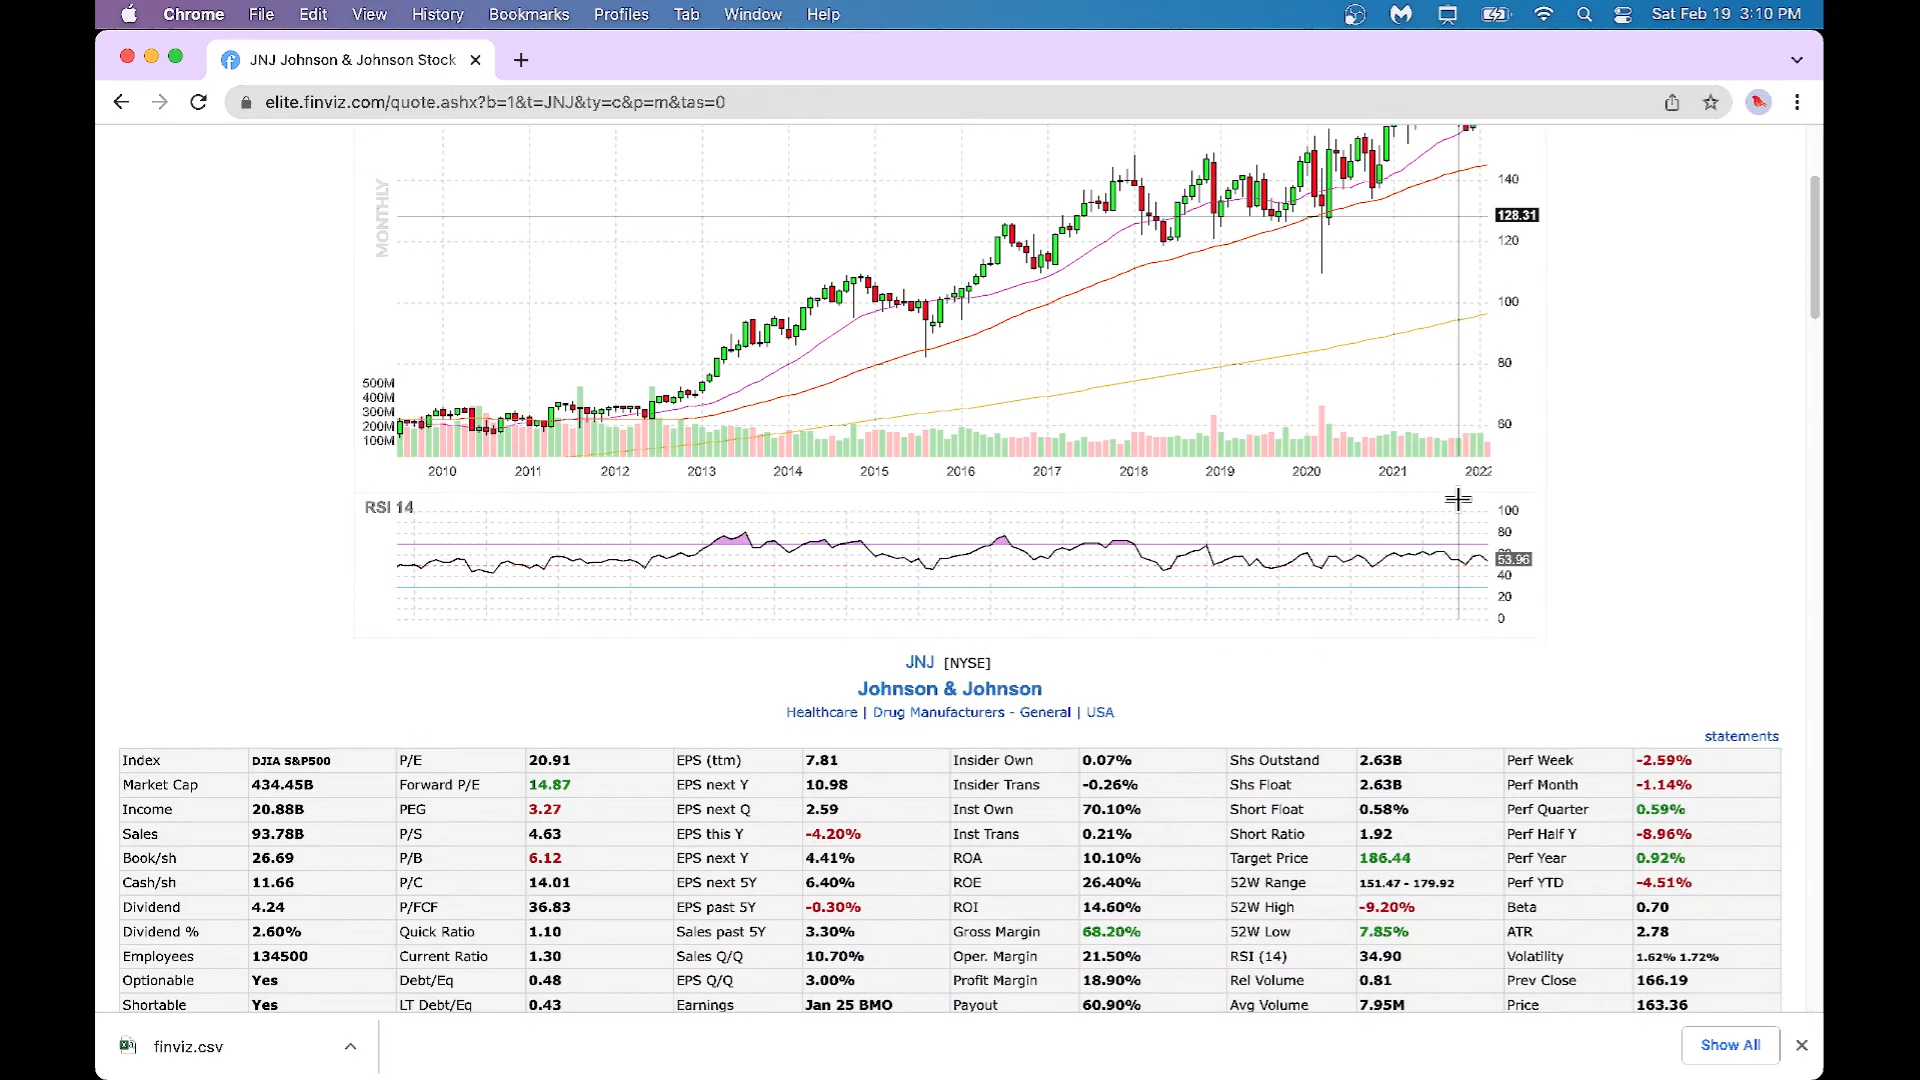 Chrome File Edit View History Bookmarks Profiles Tab Window Help Sat Feb 19 3:10 PM
JNJ Johnson & Johnson Stock
elite.finviz.com/quote.ashx?b=1&t=JNJ&ty=c&p=m&tas=0
MONTHLY
140
128.31
120
100
80
60
500M
400M
300M
200M
100M
2010 2011 2012 2013 2014 2015 2016 2017 2018 2019 2020 2021 2022
RSI 14
100
80
53.96
40
20
0
JNJ [NYSE]
Johnson & Johnson
Healthcare | Drug Manufacturers - General | USA
statements
Index DJIA S&P500 P/E 20.91 EPS (ttm) 7.81 Insider Own 0.07% Shs Outstand 2.63B Perf Week -2.59%
Market Cap 434.45B Forward P/E 14.87 EPS next Y 10.98 Insider Trans -0.26% Shs Float 2.63B Perf Month -1.14%
Income 20.88B PEG 3.27 EPS next Q 2.59 Inst Own 70.10% Short Float 0.58% Perf Quarter 0.59%
Sales 93.78B P/S 4.63 EPS this Y -4.20% Inst Trans 0.21% Short Ratio 1.92 Perf Half Y -8.96%
Book/sh 26.69 P/B 6.12 EPS next Y 4.41% ROA 10.10% Target Price 186.44 Perf Year 0.92%
Cash/sh 11.66 P/C 14.01 EPS next 5Y 6.40% ROE 26.40% 52W Range 151.47 - 179.92 Perf YTD -4.51%
Dividend 4.24 P/FCF 36.83 EPS past 5Y -0.30% ROI 14.60% 52W High -9.20% Beta 0.70
Dividend % 2.60% Quick Ratio 1.10 Sales past 5Y 3.30% Gross Margin 68.20% 52W Low 7.85% ATR 2.78
Employees 134500 Current Ratio 1.30 Sales Q/Q 10.70% Oper. Margin 21.50% RSI (14) 34.90 Volatility 1.62% 1.72%
Optionable Yes Debt/Eq 0.48 EPS Q/Q 3.00% Profit Margin 18.90% Rel Volume 0.81 Prev Close 166.19
Shortable Yes LT Debt/Eq 0.43 Earnings Jan 25 BMO Payout 60.90% Avg Volume 7.95M Price 163.36
finviz.csv
Show All